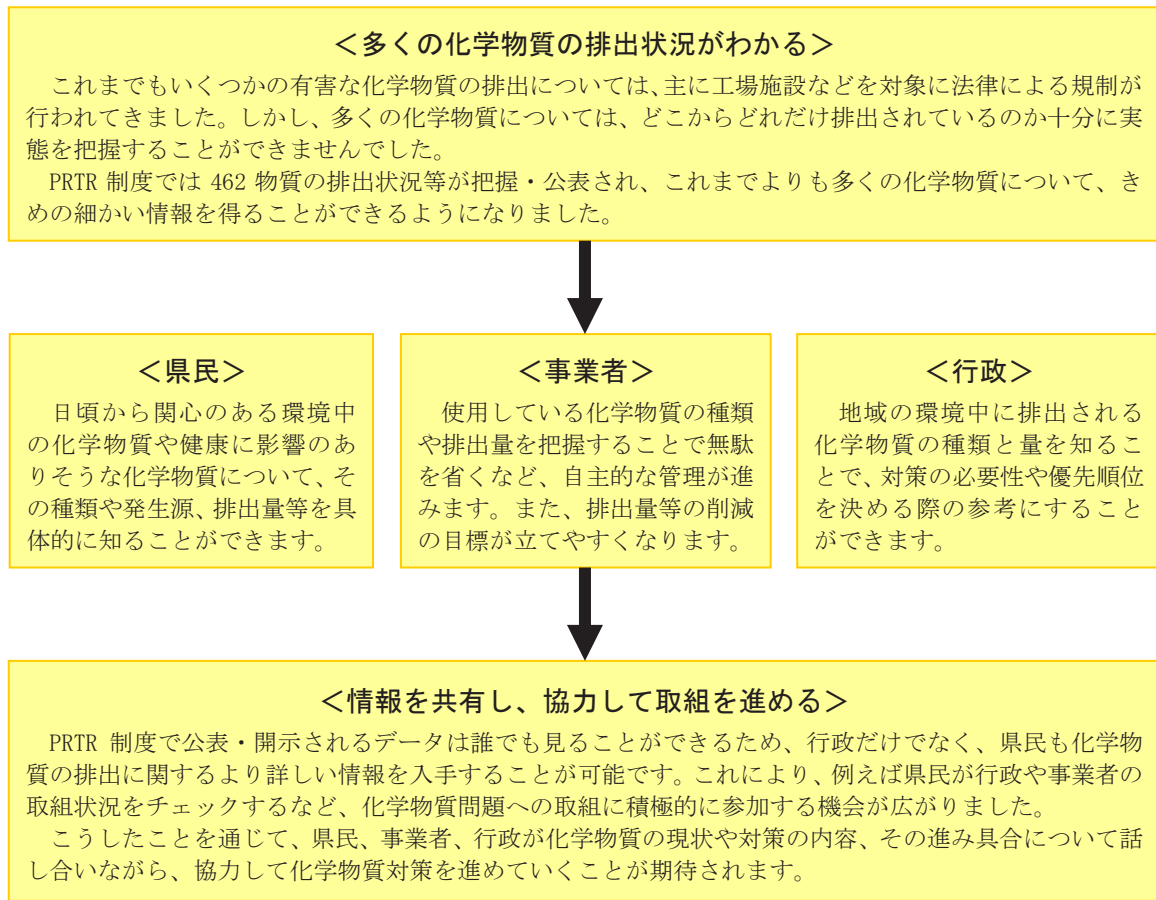 ＜多くの化学物質の排出状況がわかる＞
これまでもいくつかの有害な化学物質の排出については、主に工場施設などを対象に法律による規制が
行われてきました。しかし、多くの化学物質については、どこからどれだけ排出されているのか十分に実
態を把握することができませんでした。
PRTR 制度では 462 物質の排出状況等が把握・公表され、これまでよりも多くの化学物質について、き
めの細かい情報を得ることができるようになりました。
＜県民＞
日頃から関心のある環境中
の化学物質や健康に影響のあ
りそうな化学物質について、そ
の種類や発生源、排出量等を具
体的に知ることができます。
＜事業者＞
使用している化学物質の種類
や排出量を把握することで無駄
を省くなど、自主的な管理が進
みます。また、排出量等の削減
の目標が立てやすくなります。
＜行政＞
地域の環境中に排出される
化学物質の種類と量を知るこ
とで、対策の必要性や優先順位
を決める際の参考にすること
ができます。
＜情報を共有し、協力して取組を進める＞
PRTR 制度で公表・開示されるデータは誰でも見ることができるため、行政だけでなく、県民も化学物
質の排出に関するより詳しい情報を入手することが可能です。これにより、例えば県民が行政や事業者の
取組状況をチェックするなど、化学物質問題への取組に積極的に参加する機会が広がりました。
こうしたことを通じて、県民、事業者、行政が化学物質の現状や対策の内容、その進み具合について話
し合いながら、協力して化学物質対策を進めていくことが期待されます。